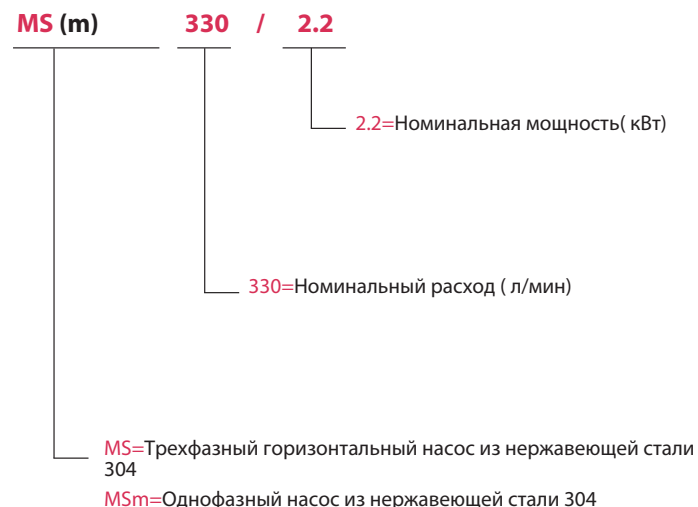 MS (m) 330 / 2.2
2.2=Номинальная мощность( кВт)
330=Номинальный расход ( л/мин)
MS=Трехфазный горизонтальный насос из нержавеющей стали
304
MSm=Однофазный насос из нержавеющей стали 304